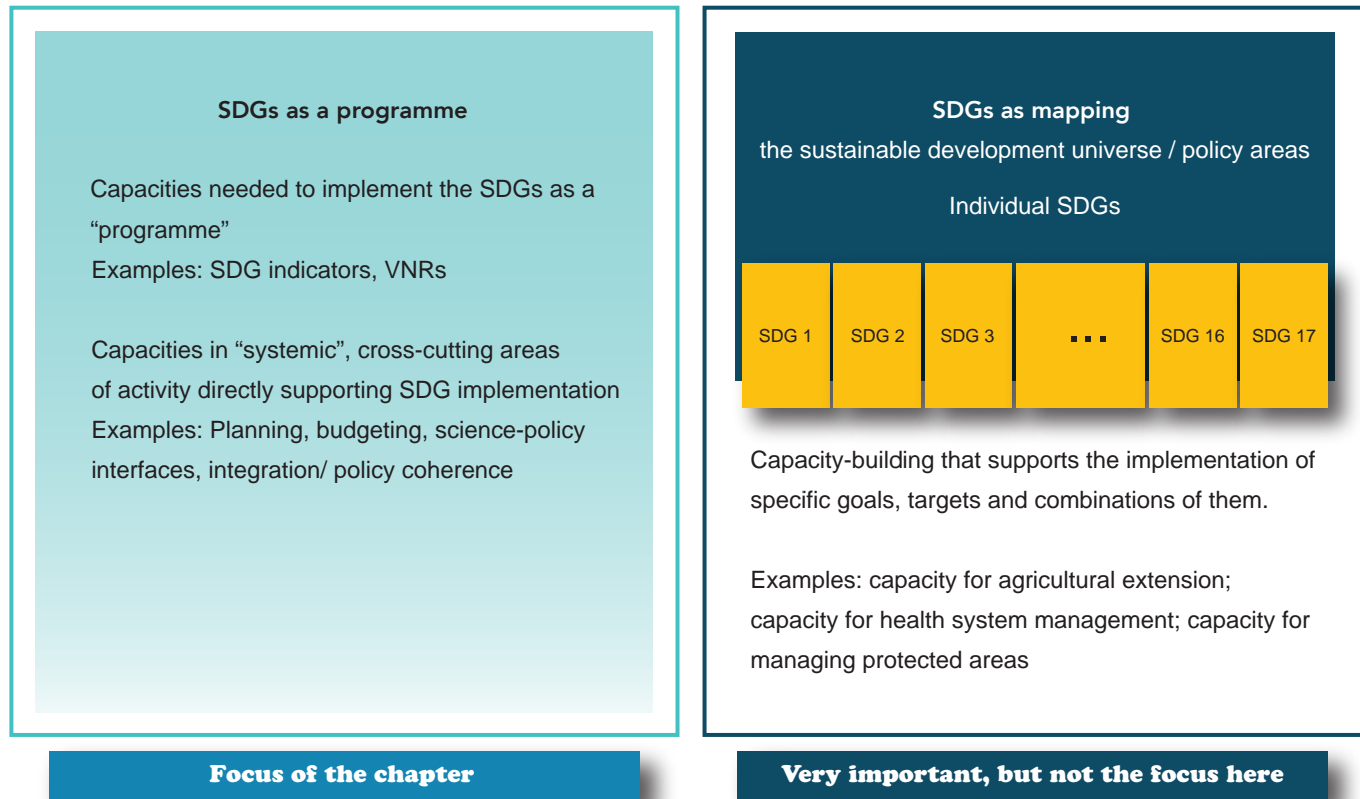 SDGs as a programme
Capacities needed to implement the SDGs as a
“programme”
Examples: SDG indicators, VNRs
Capacities in “systemic”, cross-cutting areas
of activity directly supporting SDG implementation
Examples: Planning, budgeting, science-policy
interfaces, integration/ policy coherence
Focus of the chapter
SDGs as mapping
the sustainable development universe / policy areas
Individual SDGs
SDG 1 SDG 2 SDG 3 ... SDG 16 SDG 17
Capacity-building that supports the implementation of
specific goals, targets and combinations of them.
Examples: capacity for agricultural extension;
capacity for health system management; capacity for
managing protected areas
Very important, but not the focus here